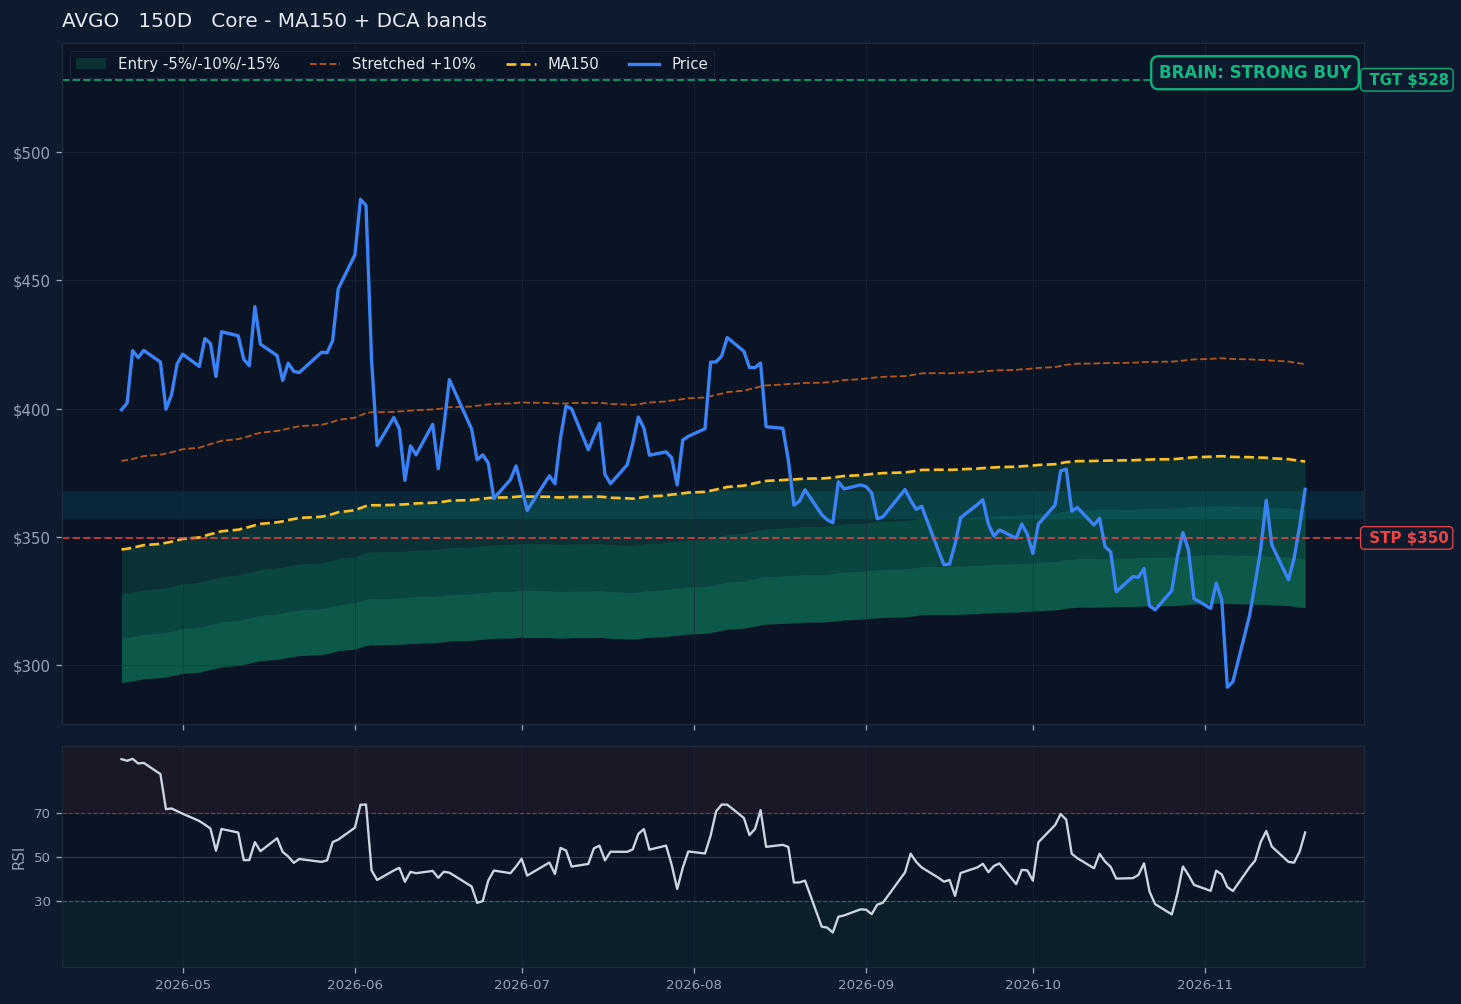 AVGO 150D Core - MA150 + DCA bands
Entry -5%/-10%/-15%
Stretched +10%
MA150
Price
BRAIN: STRONG BUY
TGT $528
$500
$450
$400
$350
STP $350
$300
RSI
70
50
30
2026-05
2026-06
2026-07
2026-08
2026-09
2026-10
2026-11